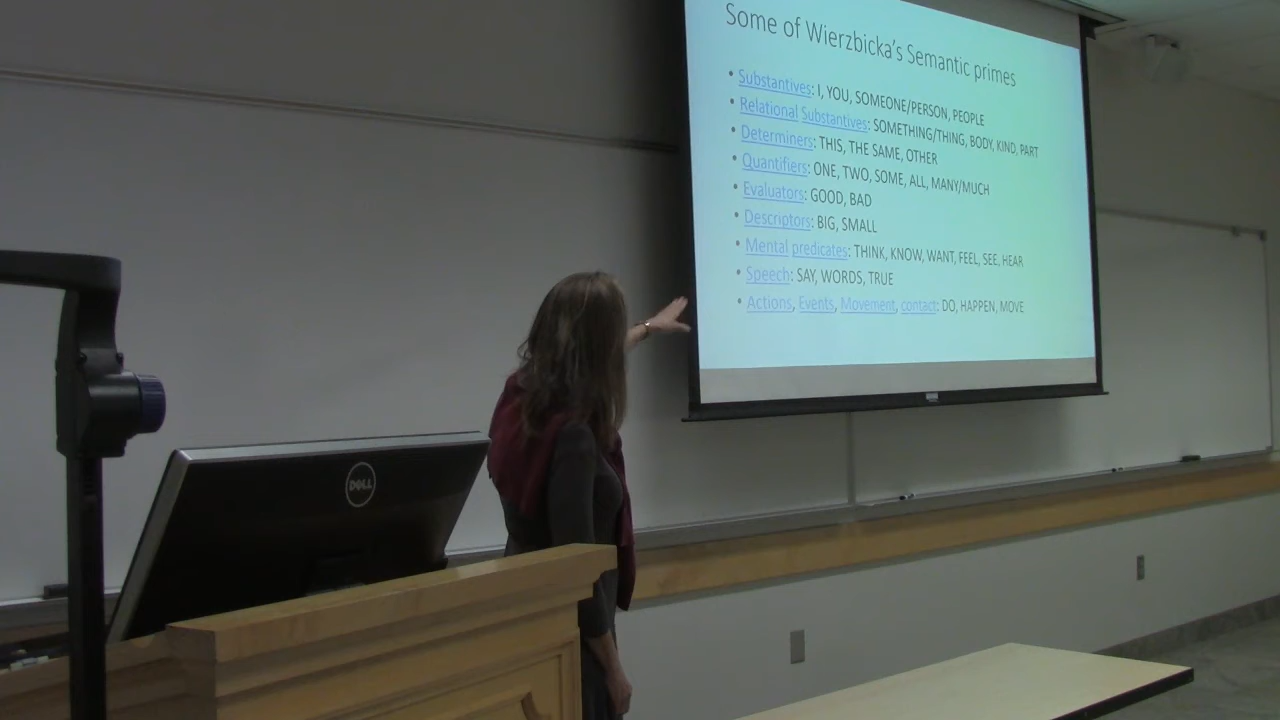 Some of Wierzbicka's Semantic primes
• Substantives: I, YOU, SOMEONE/PERSON, PEOPLE
• Relational Substantives: SOMETHING/THING, BODY, KIND, PART
• Determiners: THIS, THE SAME, OTHER
• Quantifiers: ONE, TWO, SOME, ALL, MANY/MUCH
• Evaluators: GOOD, BAD
• Descriptors: BIG, SMALL
• Mental predicates: THINK, KNOW, WANT, FEEL, SEE, HEAR
• Speech: SAY, WORDS, TRUE
• Actions, Events, Movement, contact: DO, HAPPEN, MOVE
DELL